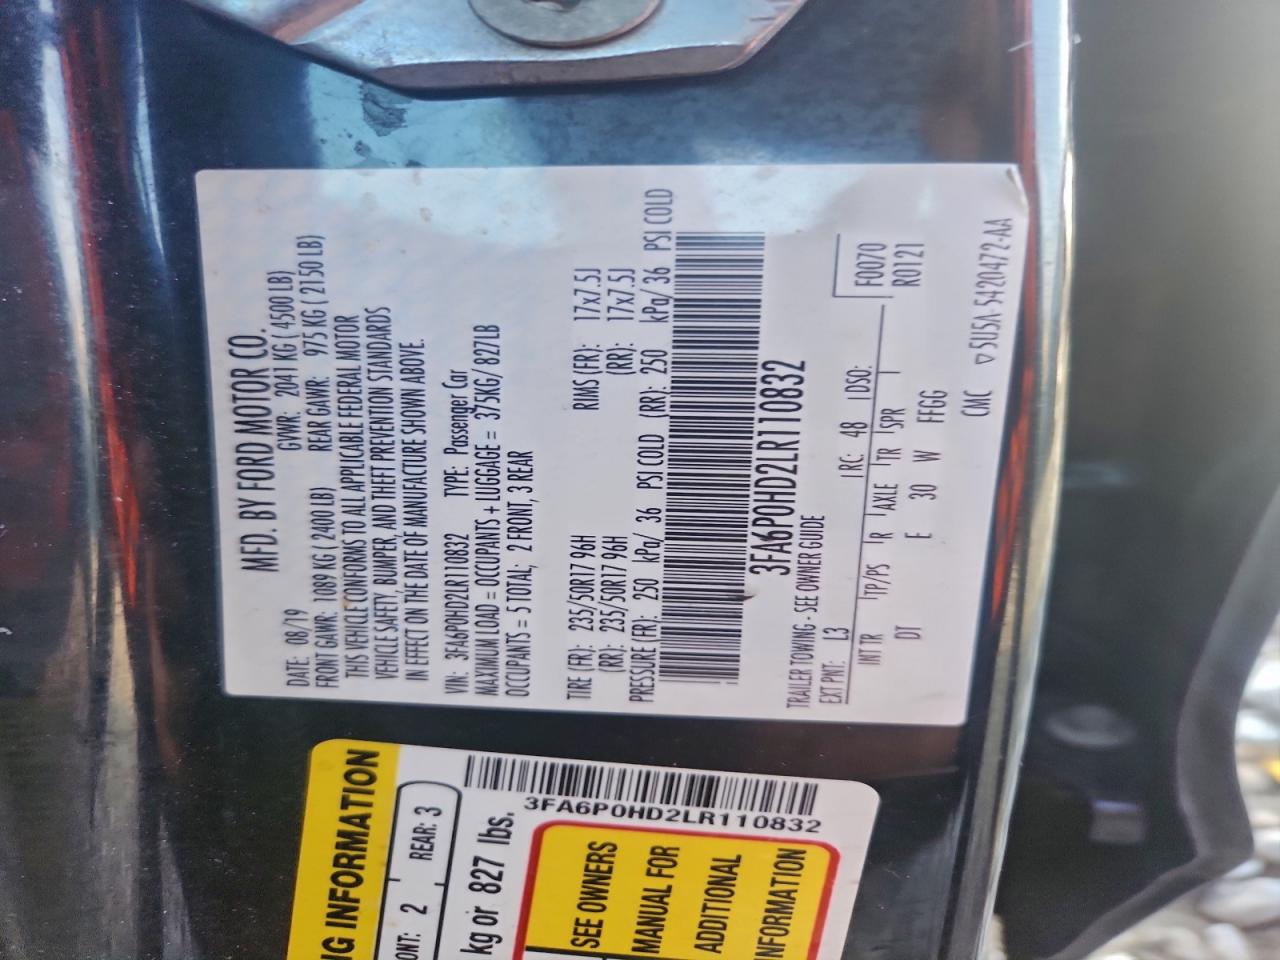 MFD. BY FORD MOTOR CO.
DATE: 08/19 GVWR: 2041 KG ( 4500 LB)
FRONT GAWR: 1089 KG ( 2400 LB) REAR GAWR: 975 KG ( 2150 LB)
THIS VEHICLE CONFORMS TO ALL APPLICABLE FEDERAL MOTOR
VEHICLE SAFETY, BUMPER, AND THEFT PREVENTION STANDARDS
IN EFFECT ON THE DATE OF MANUFACTURE SHOWN ABOVE.
VIN: 3FA6P0HD2LR110832 TYPE: Passenger Car
MAXIMUM LOAD = OCCUPANTS + LUGGAGE = 375KG/ 827LB
OCCUPANTS = 5 TOTAL; 2 FRONT, 3 REAR
TIRE (FR): 235/50R17 96H RIMS (FR): 17x7.5J
(RR): 235/50R17 96H (RR): 17x7.5J
PRESSURE (FR): 250 kPa/ 36 PSI COLD (RR): 250 kPa/ 36 PSI COLD
3FA6P0HD2LR110832
TRAILER TOWING - SEE OWNER GUIDE
EXT PNT: L3 RC: 48 DSO: F0070
INT TR TP/PS R AXLE TR SPR R0121
DT E 30 W FFGG
CMC ▽5U5A-5420472-AA
NG INFORMATION
ONT: 2 REAR: 3
kg or 827 lbs.
3FA6P0HD2LR110832
SEE OWNERS
MANUAL FOR
ADDITIONAL
INFORMATION